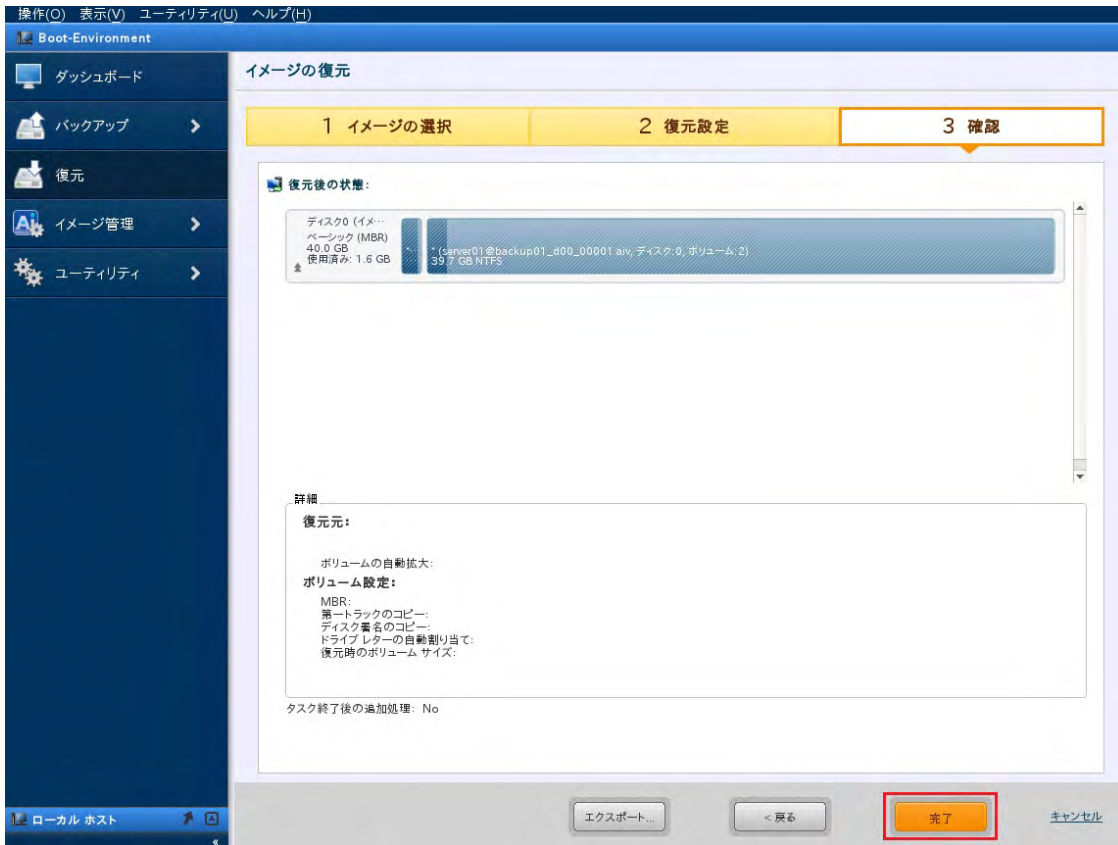 操作(O) 表示(V) ユーティリティ(U) ヘルプ(H)
Boot-Environment
ダッシュボード
バックアップ
復元
イメージ管理
ユーティリティ
イメージの復元
1 イメージの選択
2 復元設定
3 確認
復元後の状態:
ディスク0 (イメ…
ベーシック (MBR)
40.0 GB
使用済み: 1.6 GB
* (server01@backup01_d00_00001.aiv, ディスク:0, ボリューム:2)
39.7 GB NTFS
詳細
復元元:
ボリュームの自動拡大:
ボリューム設定:
MBR:
第一トラックのコピー:
ディスク署名のコピー:
ドライブ レターの自動割り当て:
復元時のボリューム サイズ:
タスク終了後の追加処理: No
ローカル ホスト
エクスポート...
< 戻る
完了
キャンセル